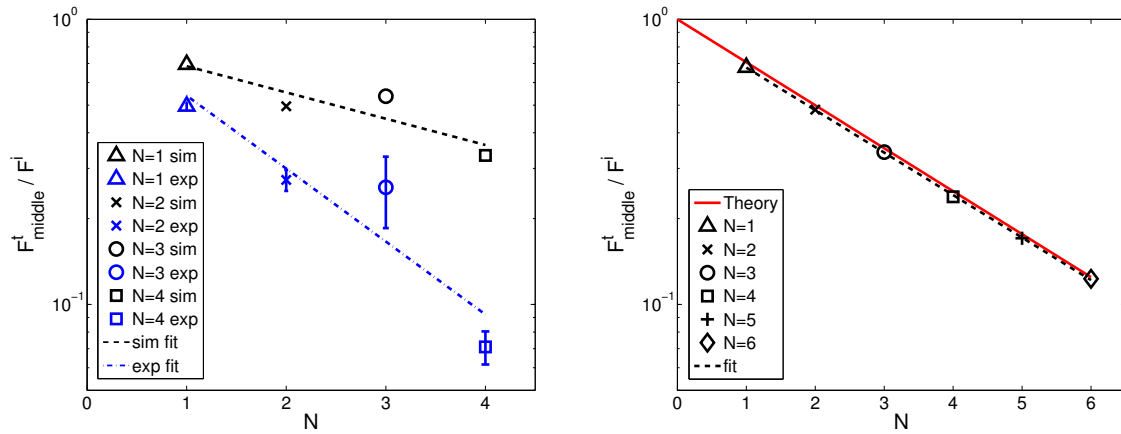 10^0
10^-1
F^t_middle / F^i
0 1 2 3 4
N
N=1 sim
N=1 exp
N=2 sim
N=2 exp
N=3 sim
N=3 exp
N=4 sim
N=4 exp
sim fit
exp fit
10^0
10^-1
F^t_middle / F^i
0 1 2 3 4 5 6
N
Theory
N=1
N=2
N=3
N=4
N=5
N=6
fit